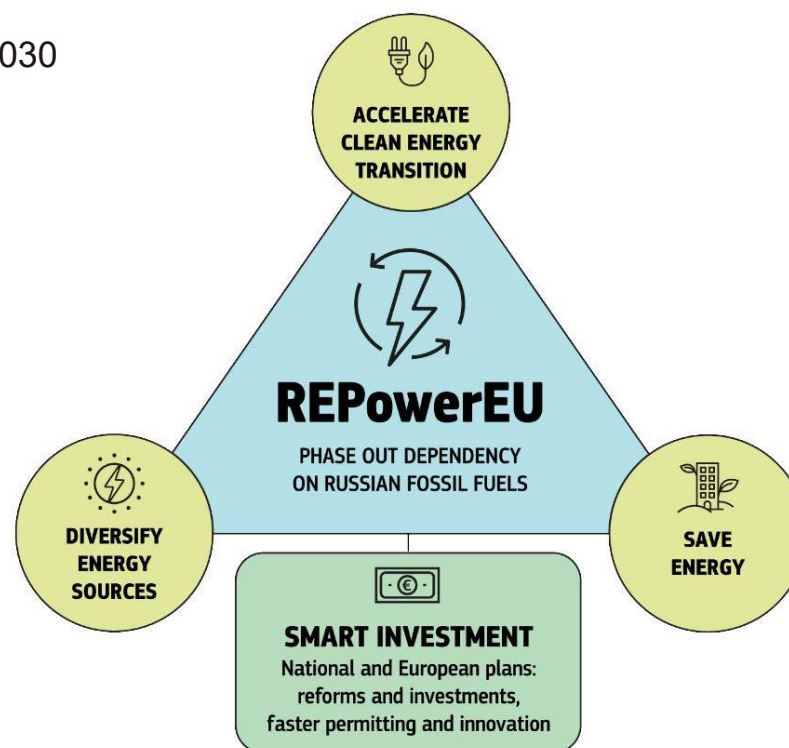 030
ACCELERATE
CLEAN ENERGY
TRANSITION
REPowerEU
PHASE OUT DEPENDENCY
ON RUSSIAN FOSSIL FUELS
DIVERSIFY
ENERGY
SOURCES
SAVE
ENERGY
€
SMART INVESTMENT
National and European plans:
reforms and investments,
faster permitting and innovation